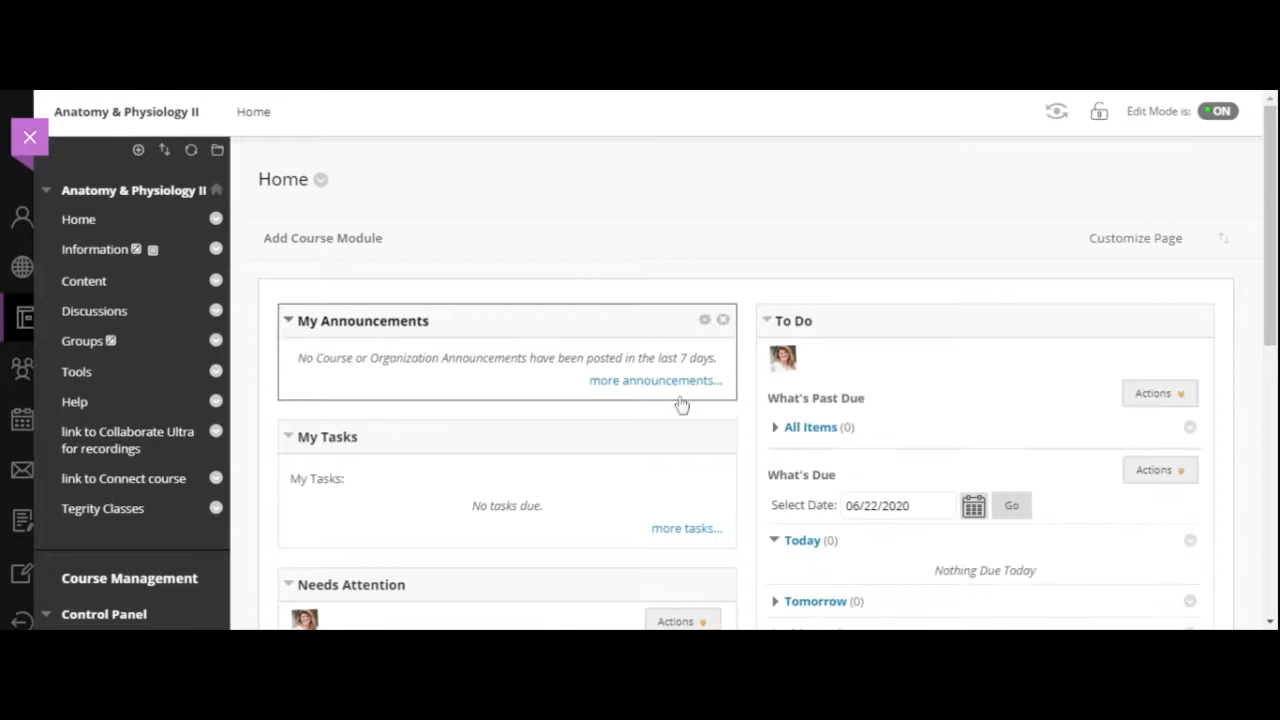 Anatomy & Physiology II
Home
Edit Mode is:
ON
Anatomy & Physiology II
Home
Information
Content
Discussions
Groups
Tools
Help
link to Collaborate Ultra
for recordings
link to Connect course
Tegrity Classes
Course Management
Control Panel
Home
Add Course Module
Customize Page
My Announcements
No Course or Organization Announcements have been posted in the last 7 days.
more announcements...
My Tasks
My Tasks:
No tasks due.
more tasks...
Needs Attention
Actions
To Do
What's Past Due
Actions
All Items (0)
What's Due
Actions
Select Date: 06/22/2020 Go
Today (0)
Nothing Due Today
Tomorrow (0)